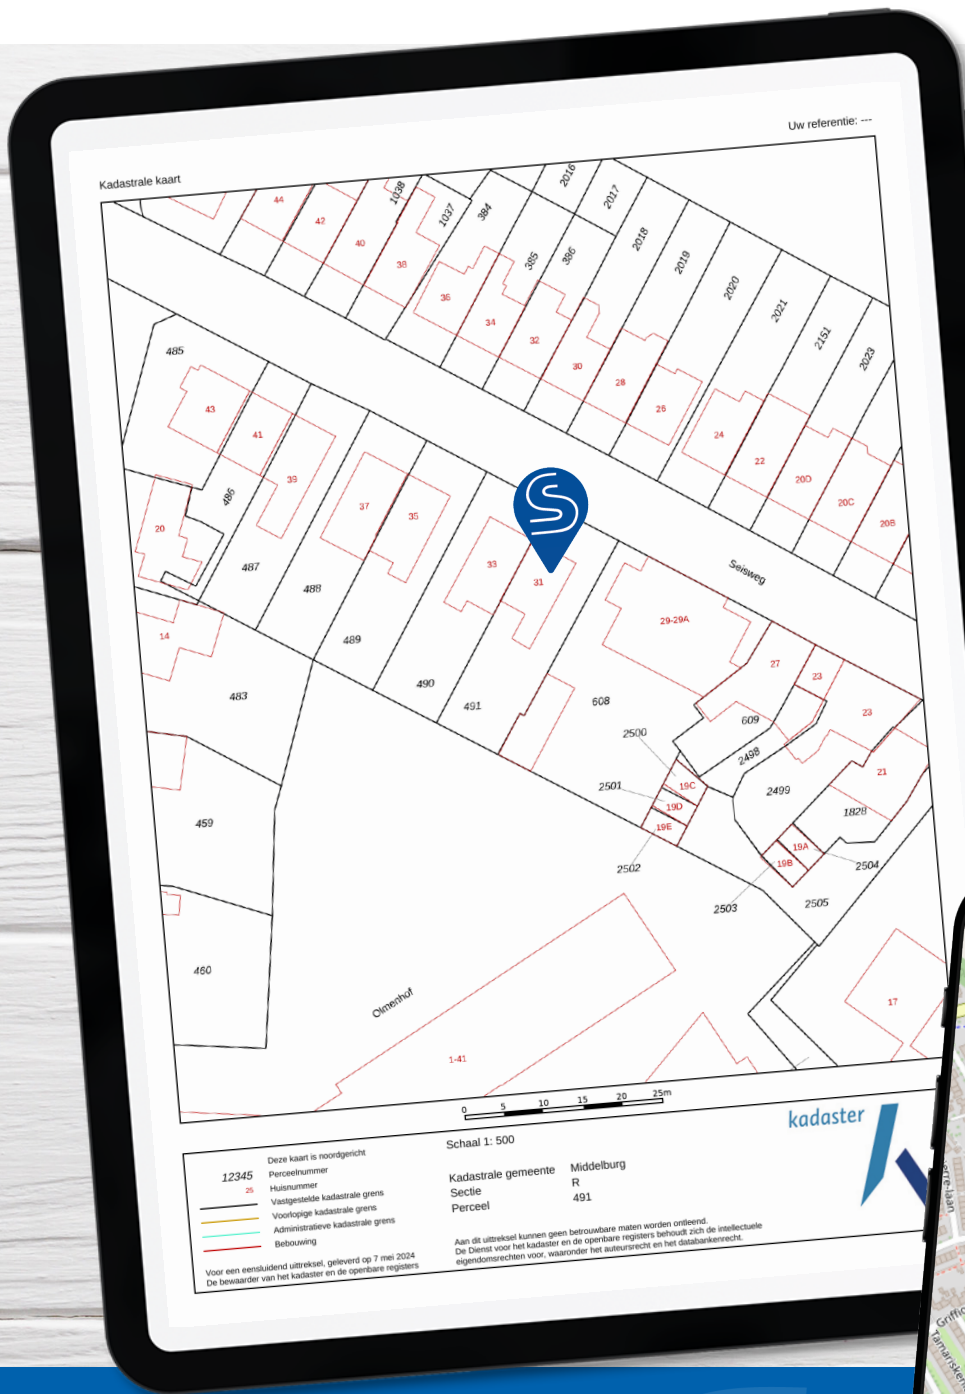 Uw referentie: ---
Kadastrale kaart
44
42
40
38
1038
1037
384
2016
2017
385
386
2018
2019
2020
2021
2151
2023
36
34
32
30
28
26
24
22
20D
20C
20B
485
43
41
39
37
35
33
31
20
486
487
488
489
490
491
Seisweg
29-29A
27
23
23
21
14
483
608
609
2500
2498
2501
2499
19C
19D
19E
1828
19A
19B
2504
2502
2503
2505
459
460
Olmenhof
17
1-41
0 5 10 15 20 25m
Schaal 1: 500
kadaster
Deze kaart is noordgericht
12345 Perceelnummer
25 Huisnummer
Vastgestelde kadastrale grens
Voorlopige kadastrale grens
Administratieve kadastrale grens
Bebouwing
Voor een eensluidend uittreksel, geleverd op 7 mei 2024
De bewaarder van het kadaster en de openbare registers
Kadastrale gemeente Middelburg
Sectie R
Perceel 491
Aan dit uittreksel kunnen geen betrouwbare maten worden ontleend.
De Dienst voor het kadaster en de openbare registers behoudt zich de intellectuele
eigendomsrechten voor, waaronder het auteursrecht en het databankenrecht.